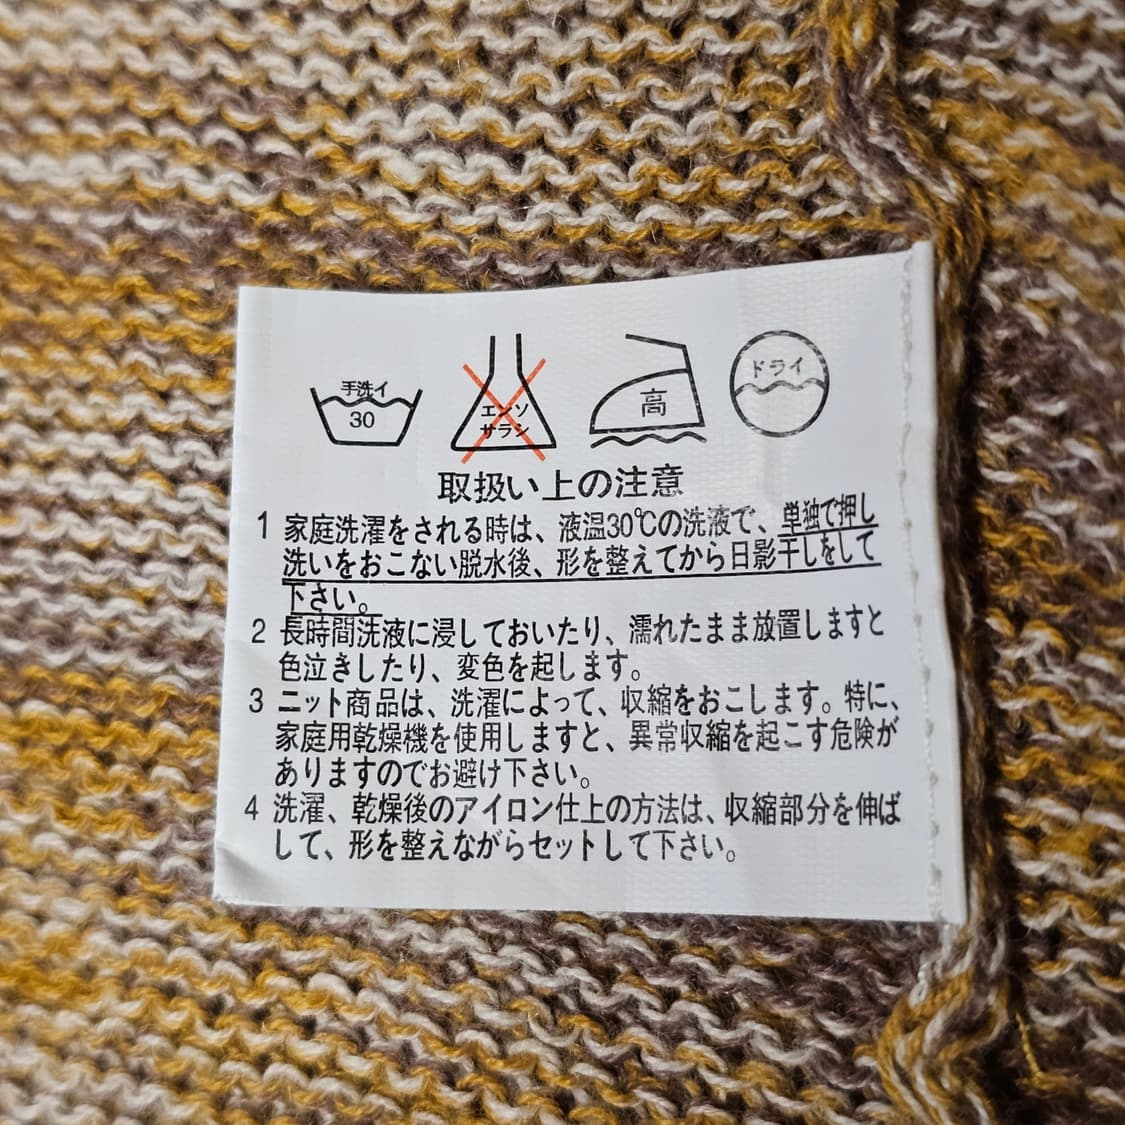 手洗イ
30
エンソ
サラシ
高
ドライ
取扱い上の注意
1 家庭洗濯をされる時は、液温30℃の洗液で、単独で押し
洗いをおこない脱水後、形を整えてから日影干しをして
下さい。
2 長時間洗液に浸しておいたり、濡れたまま放置しますと
色泣きしたり、変色を起します。
3 ニット商品は、洗濯によって、収縮をおこします。特に、
家庭用乾燥機を使用しますと、異常収縮を起こす危険が
ありますのでお避け下さい。
4 洗濯、乾燥後のアイロン仕上の方法は、収縮部分を伸ば
して、形を整えながらセットして下さい。